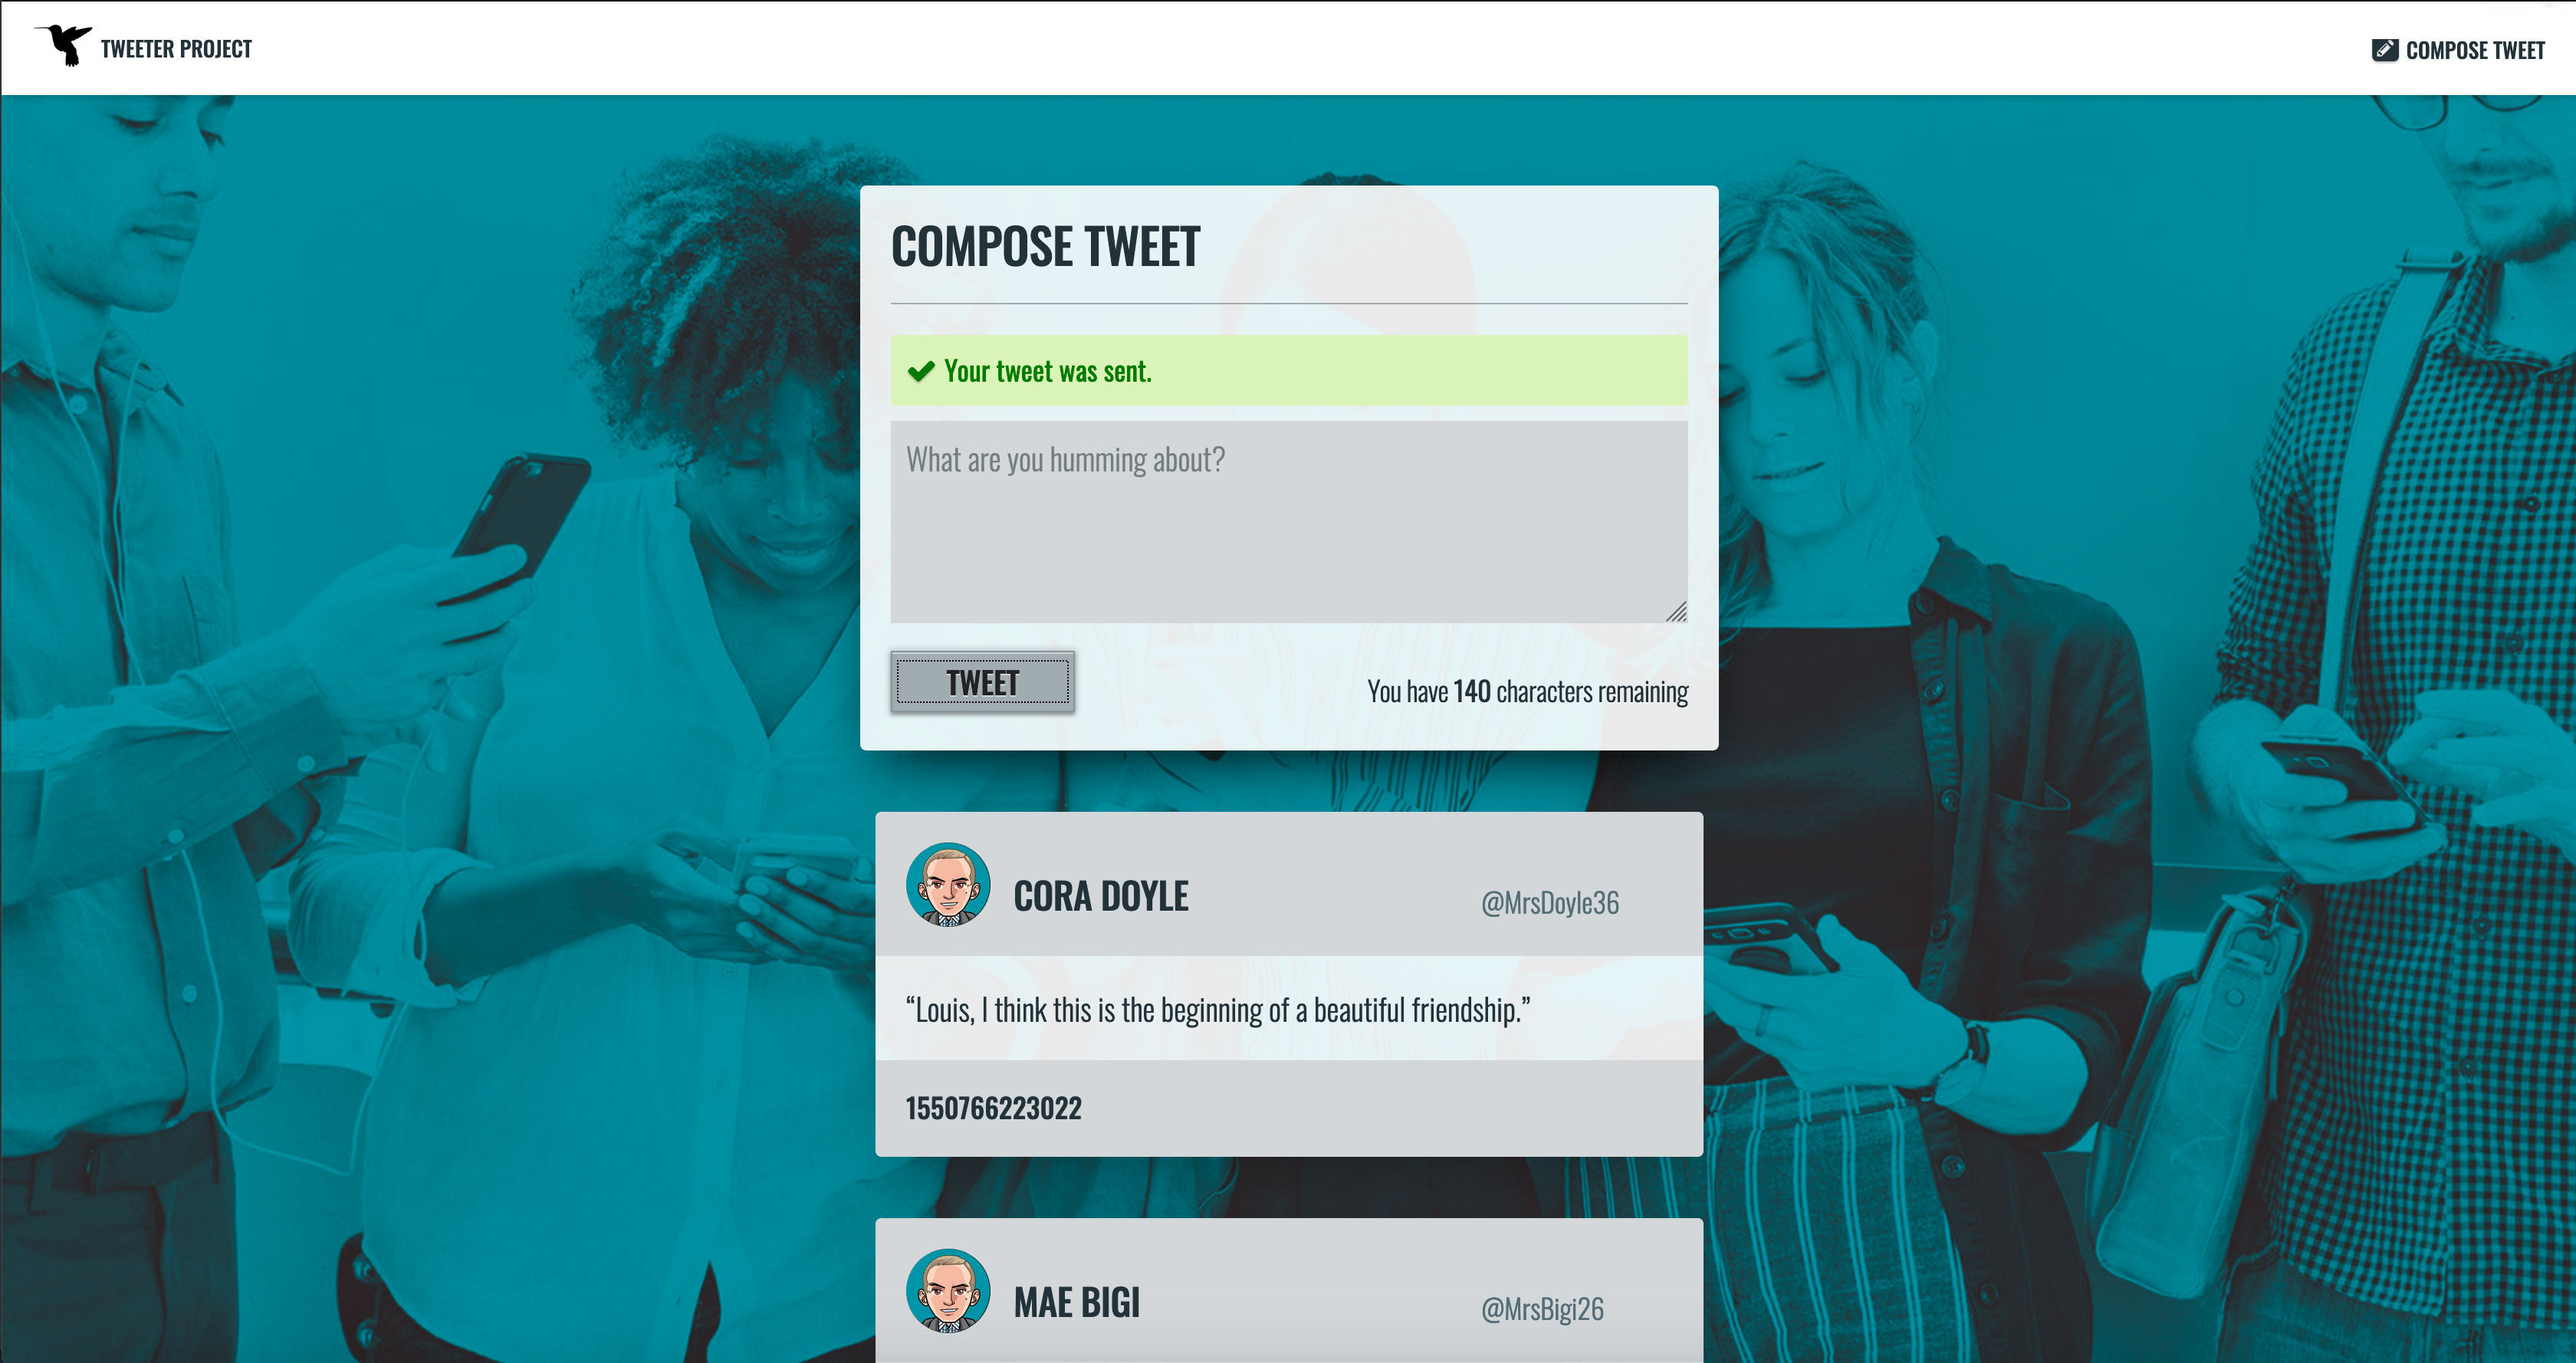 TWEETER PROJECT
COMPOSE TWEET
COMPOSE TWEET
Your tweet was sent.
What are you humming about?
TWEET
You have 140 characters remaining
CORA DOYLE
@MrsDoyle36
“Louis, I think this is the beginning of a beautiful friendship.”
1550766223022
MAE BIGI
@MrsBigi26